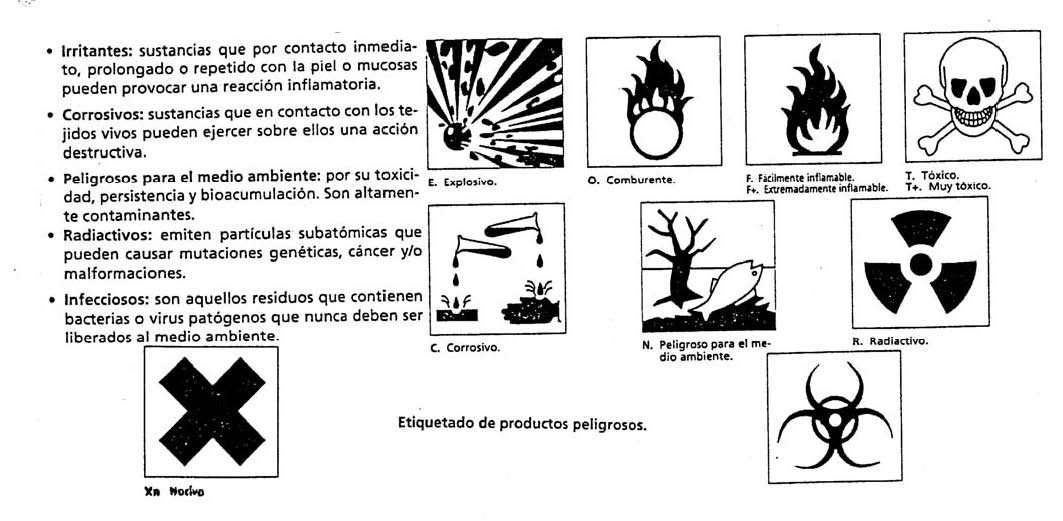 • Irritantes: sustancias que por contacto inmedia-
to, prolongado o repetido con la piel o mucosas
pueden provocar una reacción inflamatoria.
• Corrosivos: sustancias que en contacto con los te-
jidos vivos pueden ejercer sobre ellos una acción
destructiva.
• Peligrosos para el medio ambiente: por su toxici-
dad, persistencia y bioacumulación. Son altamen-
te contaminantes.
• Radiactivos: emiten partículas subatómicas que
pueden causar mutaciones genéticas, cáncer y/o
malformaciones.
• Infecciosos: son aquellos residuos que contienen
bacterias o virus patógenos que nunca deben ser
liberados al medio ambiente.
E. Explosivo.
O. Comburente.
F. Fácilmente inflamable.
F+. Extremadamente inflamable.
T. Tóxico.
T+. Muy tóxico.
C. Corrosivo.
N. Peligroso para el me-
dio ambiente.
R. Radiactivo.
Xn Nocivo
Etiquetado de productos peligrosos.